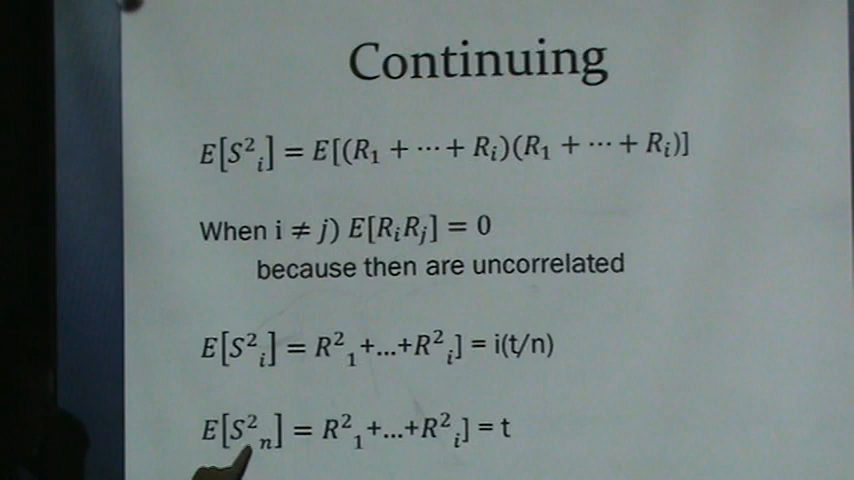 Continuing
E[S²ᵢ] = E[(R₁ + ⋯ + Rᵢ)(R₁ + ⋯ + Rᵢ)]
When i ≠ j) E[RᵢRⱼ] = 0
because then are uncorrelated
E[S²ᵢ] = R²₁+...+R²ᵢ] = i(t/n)
E[S²ₙ] = R²₁+...+R²ᵢ] = t